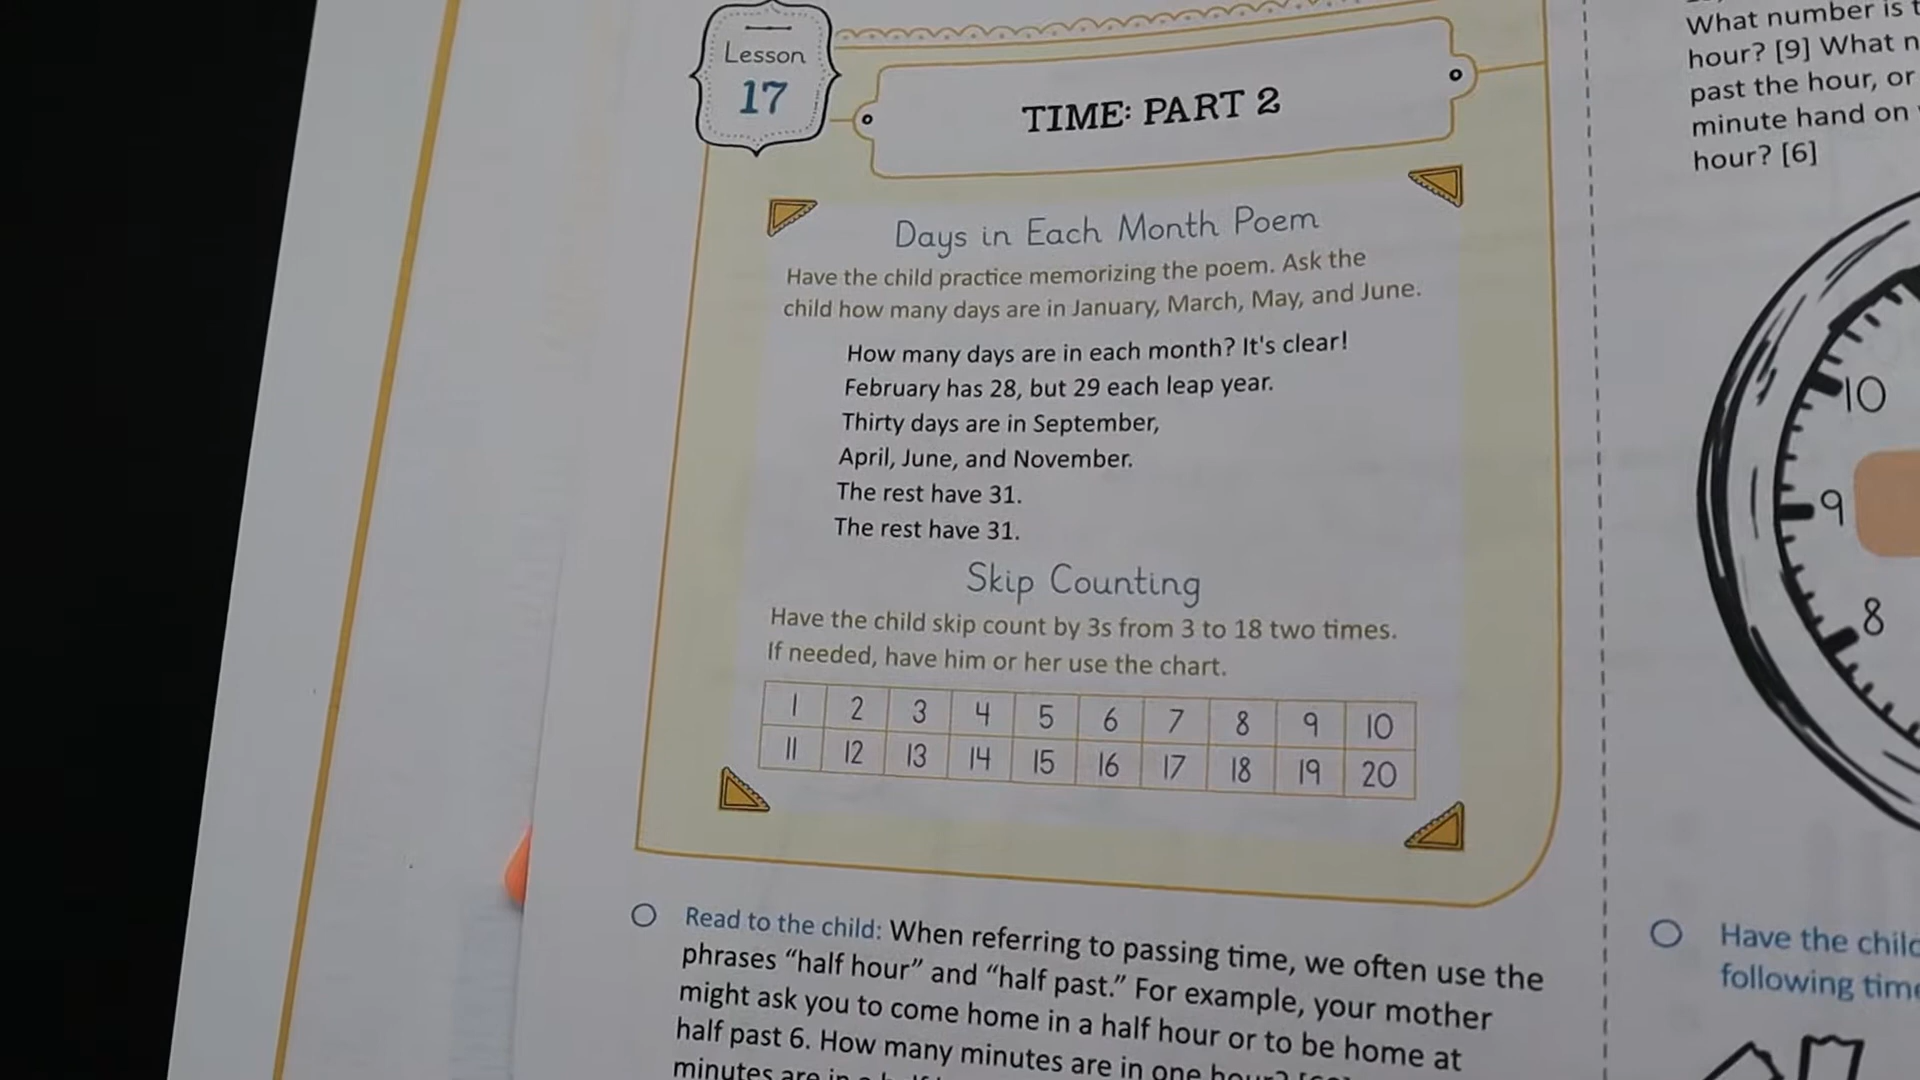 Lesson
17
TIME: PART 2
Days in Each Month Poem
Have the child practice memorizing the poem. Ask the
child how many days are in January, March, May, and June.
How many days are in each month? It's clear!
February has 28, but 29 each leap year.
Thirty days are in September,
April, June, and November.
The rest have 31.
The rest have 31.
Skip Counting
Have the child skip count by 3s from 3 to 18 two times.
If needed, have him or her use the chart.
1 2 3 4 5 6 7 8 9 10
11 12 13 14 15 16 17 18 19 20
Read to the child: When referring to passing time, we often use the
phrases “half hour” and “half past.” For example, your mother
might ask you to come home in a half hour or to be home at
half past 6. How many minutes are in one hour?
minutes are in a
What number is
hour? [9] What
past the hour, or
minute hand on
hour? [6]
10
9
8
Have the child
following